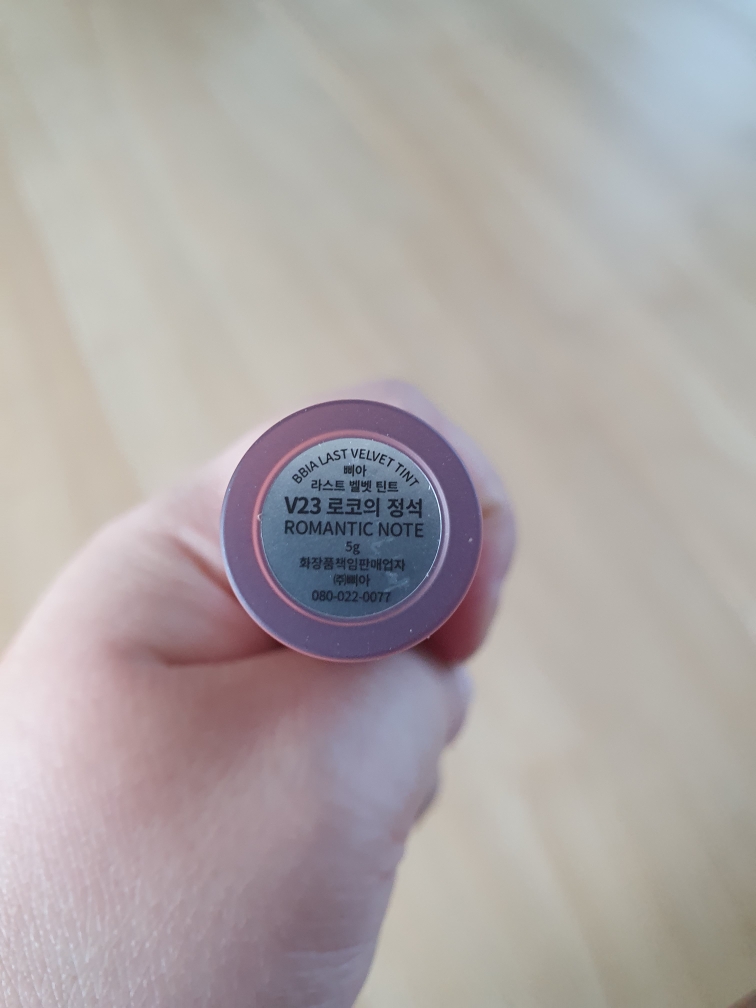 BBIA LAST VELVET TINT
삐아
라스트 벨벳 틴트
V23 로코의 정석
ROMANTIC NOTE
5g
화장품책임판매업자
㈜삐아
080-022-0077